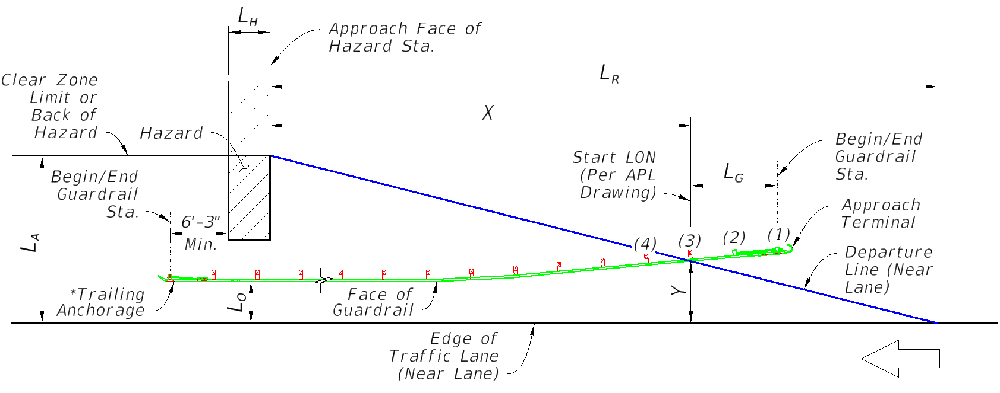 LH
Approach Face of
Hazard Sta.
LR
Clear Zone
Limit or
Back of
Hazard
Hazard
X
Begin/End
Guardrail
Sta.
Start LON
(Per APL
Drawing)
LG
Begin/End
Guardrail
Sta.
6'-3"
Min.
Approach
Terminal
LA
(4)
(3)
(2)
(1)
Departure
Line (Near
Lane)
*Trailing
Anchorage
LO
Face of
Guardrail
Y
Edge of
Traffic Lane
(Near Lane)